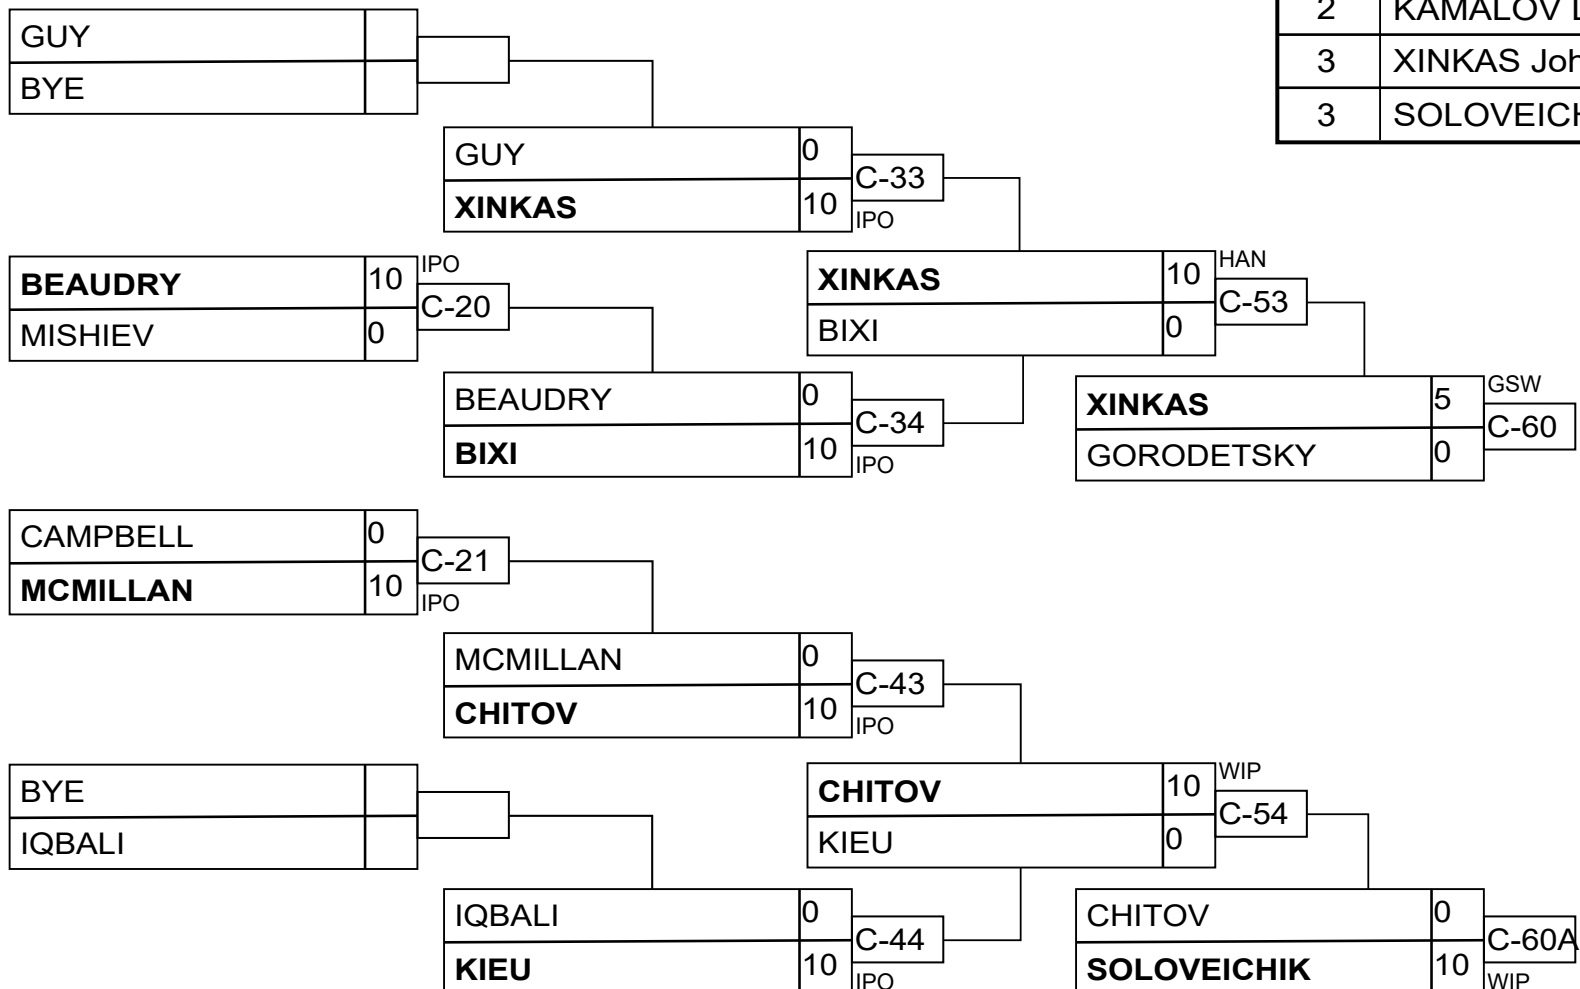 GUY
BYE
2 KAMALOV
3 XINKAS
3
GUY 0
C-33
XINKAS 10
IPO
BEAUDRY 10
IPO
C-20
MISHIEV 0
XINKAS 10
HAN
C-53
BIXI 0
BEAUDRY 0
C-34
BIXI 10
IPO
XINKAS 5
GSW
C-60
GORODETSKY 0
CAMPBELL 0
C-21
MCMILLAN 10
IPO
MCMILLAN 0
C-43
CHITOV 10
IPO
BYE
IQBALI
CHITOV 10
WIP
C-54
KIEU 0
IQBALI 0
C-44
KIEU 10
IPO
CHITOV 0
C-60A
SOLOVEICHIK 10
WIP